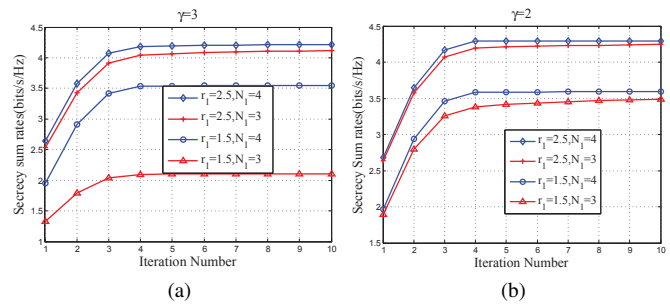 γ=3
Secrecy sum rates(bits/s/Hz)
4.5
4
3.5
3
2.5
2
1.5
1
r₁=2.5,N₁=4
r₁=2.5,N₁=3
r₁=1.5,N₁=4
r₁=1.5,N₁=3
1 2 3 4 5 6 7 8 9 10
Iteration Number
(a)
γ=2
Secrecy Sum rates(bits/s/Hz)
4.5
4
3.5
3
2.5
2
1.5
r₁=2.5,N₁=4
r₁=2.5,N₁=3
r₁=1.5,N₁=4
r₁=1.5,N₁=3
1 2 3 4 5 6 7 8 9 10
Iteration Number
(b)